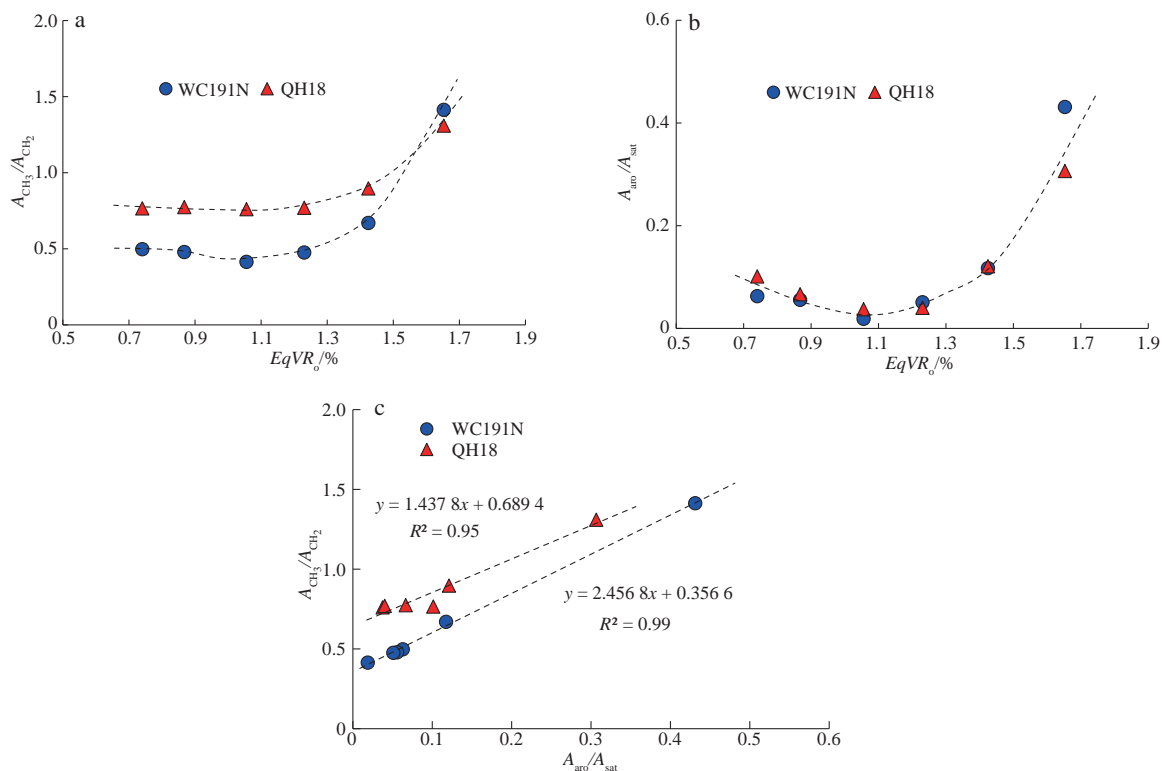 a
2.0
1.5
1.0
0.5
0
A_CH3/A_CH2
WC191N QH18
0.5 0.7 0.9 1.1 1.3 1.5 1.7 1.9
EqVR_o/%
b
0.6
0.4
0.2
0
A_aro/A_sat
WC191N QH18
0.5 0.7 0.9 1.1 1.3 1.5 1.7 1.9
EqVR_o/%
c
2.0
1.5
1.0
0.5
0
A_CH3/A_CH2
WC191N
QH18
y = 1.437 8x + 0.689 4
R² = 0.95
y = 2.456 8x + 0.356 6
R² = 0.99
0 0.1 0.2 0.3 0.4 0.5 0.6
A_aro/A_sat